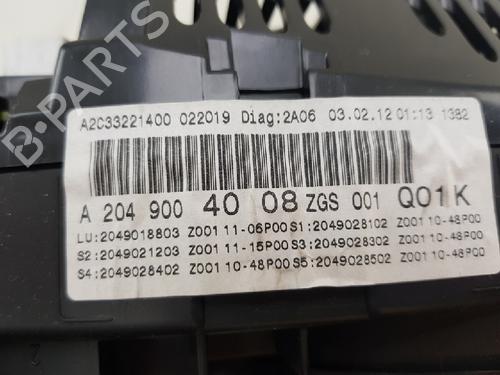 B-PARTS
A2C33221400 022019 Diag:2A06 03.02.12 01:13 1382
A 204 900 40 08 ZGS 001 Q01K
LU:2049018803 Z001 11-06P00 S1:2049028102 Z001 10-48P00
S2:2049021203 Z001 11-15P00 S3:2049028302 Z001 10-48P00
S4:2049028402 Z001 10-48P00 S5:2049028502 Z001 10-48P00